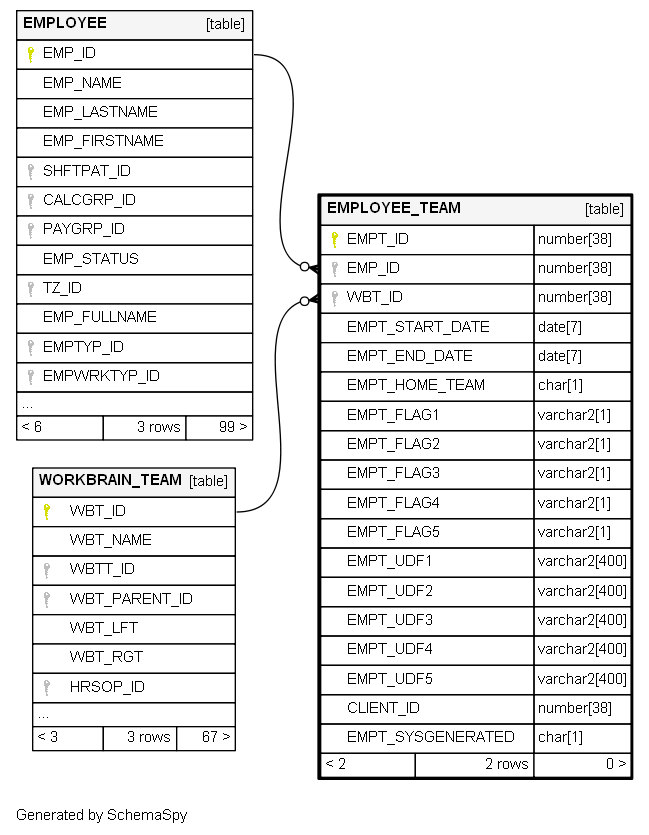 EMPLOYEE [table]
EMP_ID
EMP_NAME
EMP_LASTNAME
EMP_FIRSTNAME
SHFTPAT_ID
CALCGRP_ID
PAYGRP_ID
EMP_STATUS
TZ_ID
EMP_FULLNAME
EMPTYP_ID
EMPWRKTYP_ID
...
< 6 3 rows 99 >
WORKBRAIN_TEAM [table]
WBT_ID
WBT_NAME
WBTT_ID
WBT_PARENT_ID
WBT_LFT
WBT_RGT
HRSOP_ID
...
< 3 3 rows 67 >
EMPLOYEE_TEAM [table]
EMPT_ID number[38]
EMP_ID number[38]
WBT_ID number[38]
EMPT_START_DATE date[7]
EMPT_END_DATE date[7]
EMPT_HOME_TEAM char[1]
EMPT_FLAG1 varchar2[1]
EMPT_FLAG2 varchar2[1]
EMPT_FLAG3 varchar2[1]
EMPT_FLAG4 varchar2[1]
EMPT_FLAG5 varchar2[1]
EMPT_UDF1 varchar2[400]
EMPT_UDF2 varchar2[400]
EMPT_UDF3 varchar2[400]
EMPT_UDF4 varchar2[400]
EMPT_UDF5 varchar2[400]
CLIENT_ID number[38]
EMPT_SYSGENERATED char[1]
< 2 2 rows 0 >
Generated by SchemaSpy